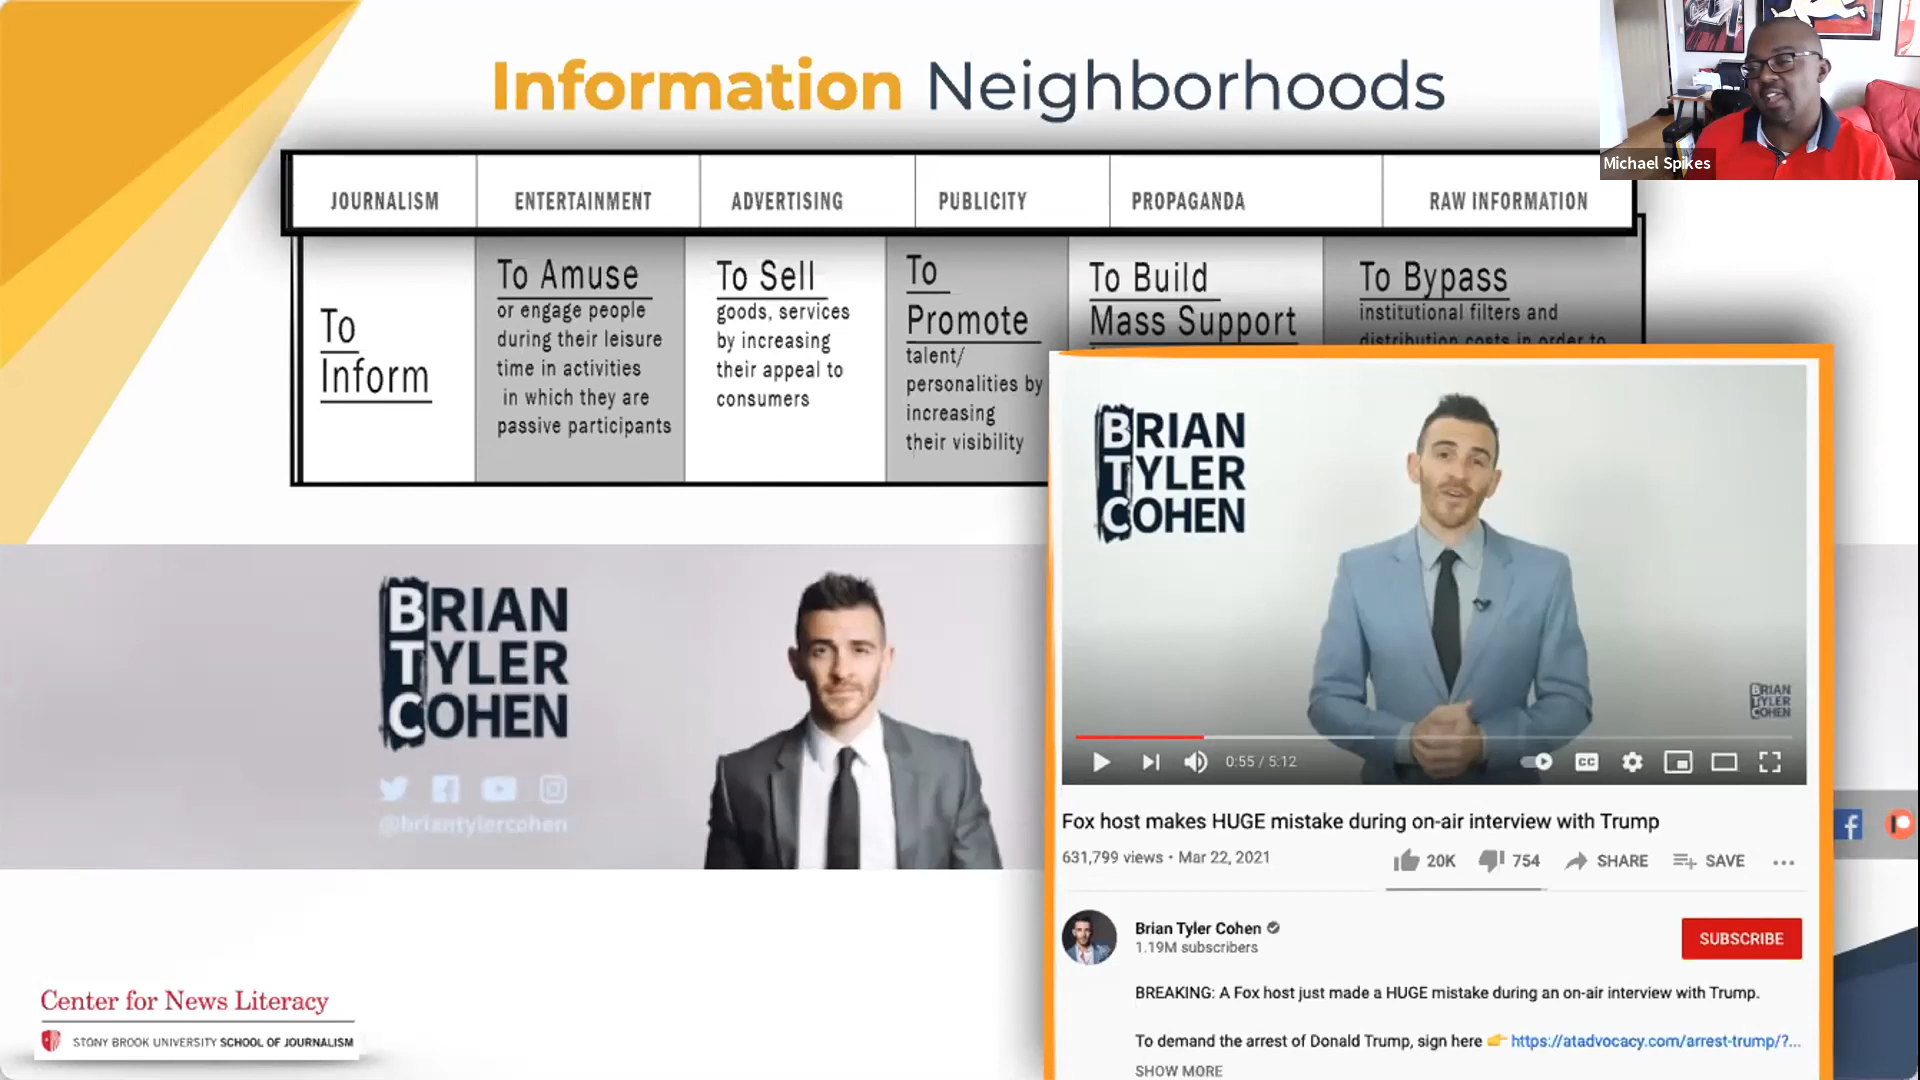 Information Neighborhoods
Michael Spikes
JOURNALISM
ENTERTAINMENT
ADVERTISING
PUBLICITY
PROPAGANDA
RAW INFORMATION
To
Inform
To Amuse
or engage people
during their leisure
time in activities
in which they are
passive participants
To Sell
goods, services
by increasing
their appeal to
consumers
To
Promote
talent/
personalities by
increasing
their visibility
To Build
Mass Support
To Bypass
institutional filters and
distribution costs in order to
BRIAN
TYLER
COHEN
@briantylercohen
BRIAN
TYLER
COHEN
BRIAN
TYLER
COHEN
0:55 / 5:12
CC
Fox host makes HUGE mistake during on-air interview with Trump
631,799 views • Mar 22, 2021
20K
754
SHARE
SAVE
Brian Tyler Cohen
1.19M subscribers
SUBSCRIBE
BREAKING: A Fox host just made a HUGE mistake during an on-air interview with Trump.
To demand the arrest of Donald Trump, sign here 👉 https://atadvocacy.com/arrest-trump/?...
SHOW MORE
Center for News Literacy
STONY BROOK UNIVERSITY SCHOOL OF JOURNALISM